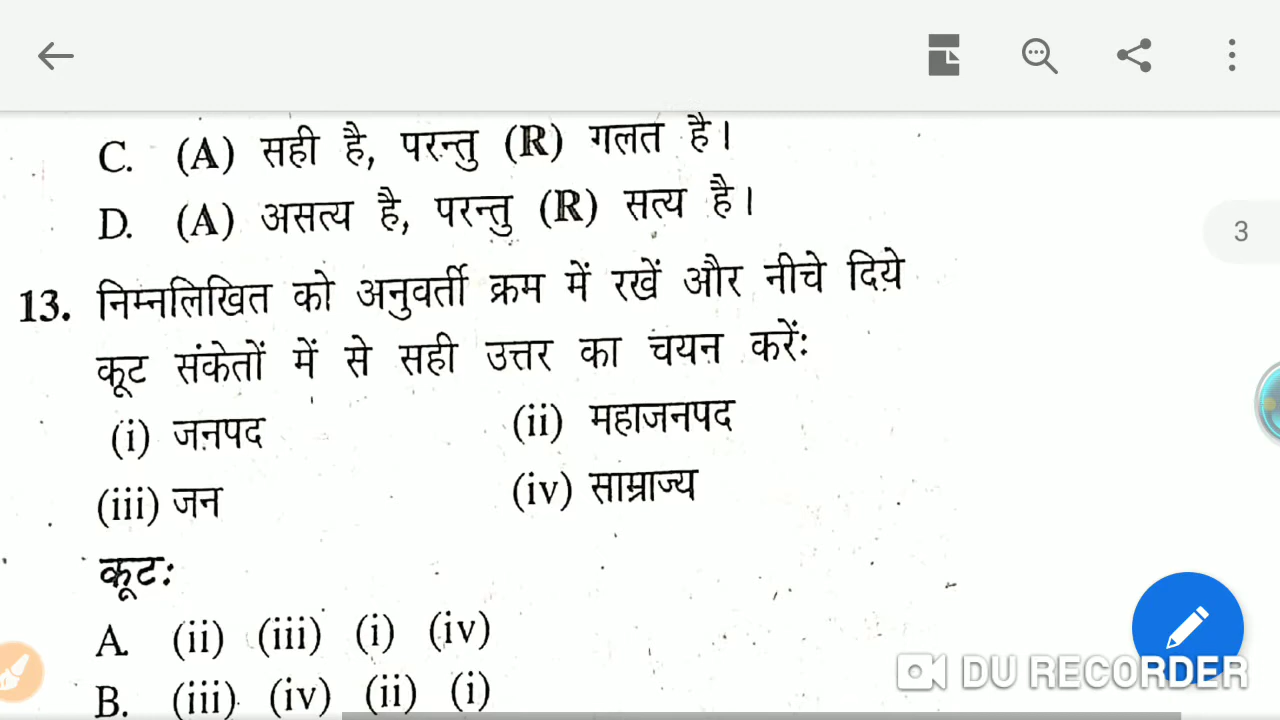 C. (A) सही है, परन्तु (R) गलत है।
D. (A) असत्य है, परन्तु (R) सत्य है।
3
13. निम्नलिखित को अनुवर्ती क्रम में रखें और नीचे दिये
कूट संकेतों में से सही उत्तर का चयन करेंः
(i) जनपद (ii) महाजनपद
(iii) जन (iv) साम्राज्य
कूटः
A. (ii) (iii) (i) (iv)
B. (iii) (iv) (ii) (i)
DU RECORDER